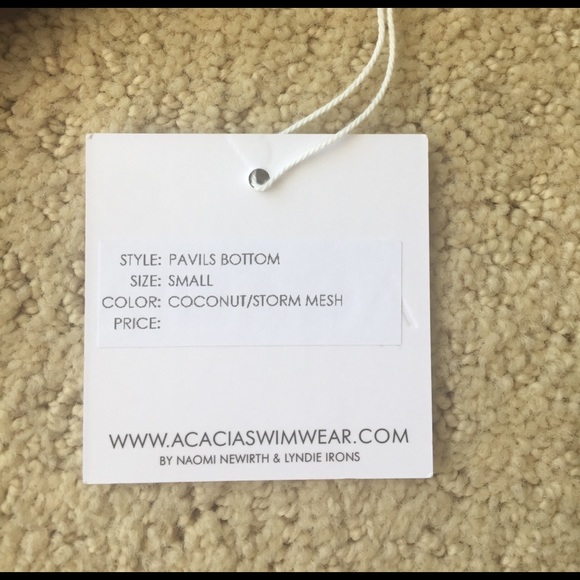 STYLE: PAVILS BOTTOM
SIZE: SMALL
COLOR: COCONUT/STORM MESH
PRICE:
WWW.ACACIASWIMWEAR.COM
BY NAOMI NEWIRTH & LYNDIE IRONS